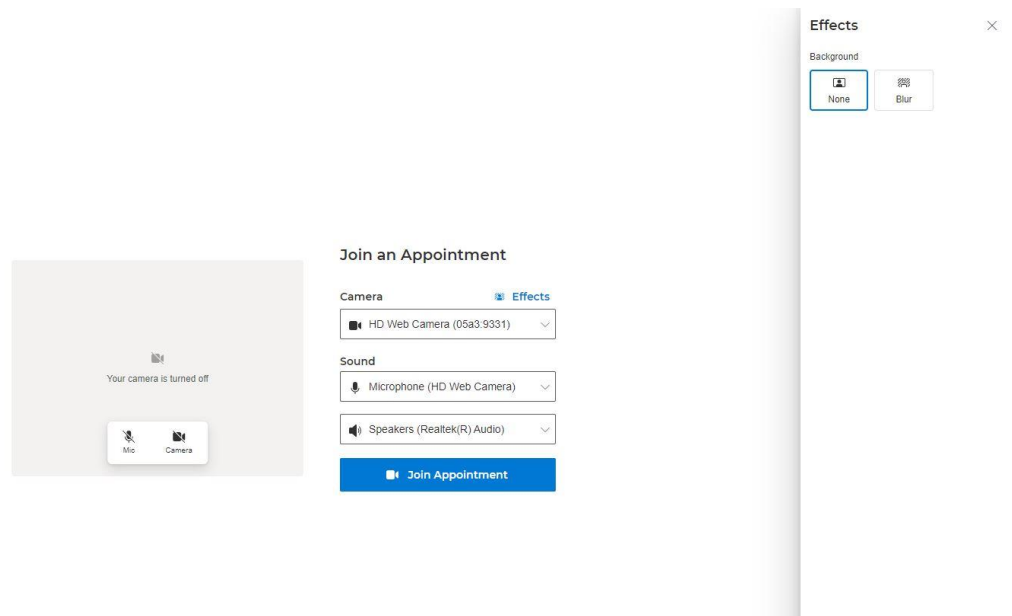 Effects
Background
None
Blur
Join an Appointment
Camera
Effects
HD Web Camera (05a3:9331)
Sound
Microphone (HD Web Camera)
Speakers (Realtek(R) Audio)
Join Appointment
Your camera is turned off
Mic
Camera